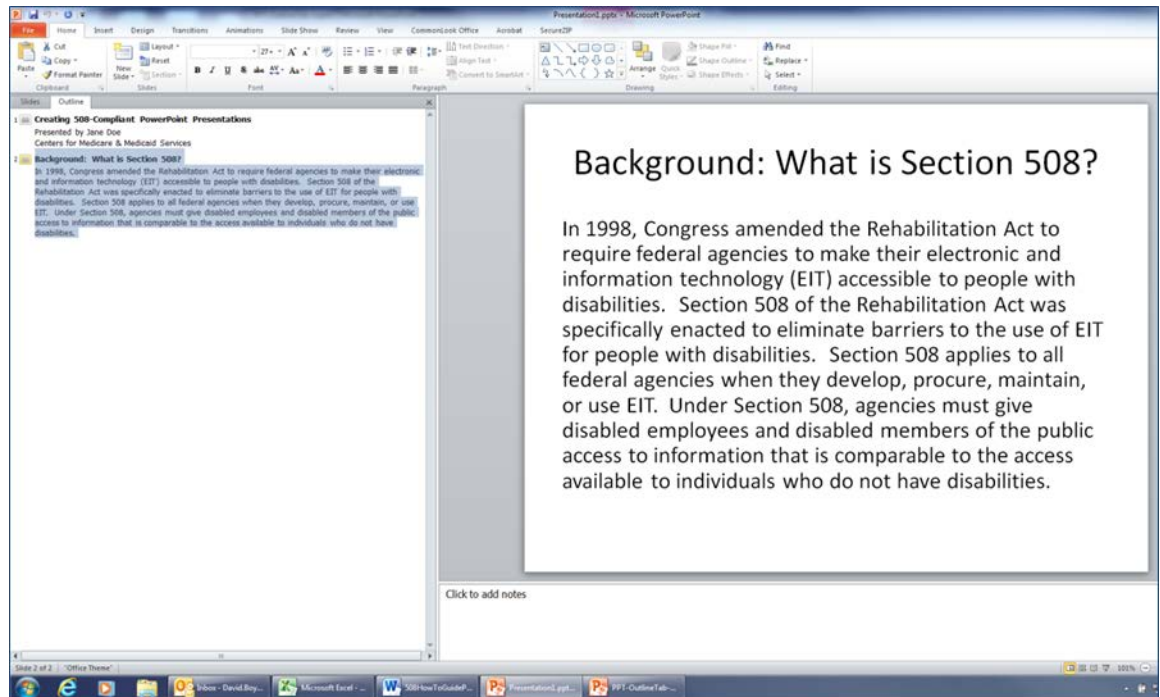 Presentation1.pptx - Microsoft PowerPoint
File Home Insert Design Transitions Animations Slide Show Review View CommonLook Office Acrobat SecureZIP
Paste
Cut
Copy
Format Painter
Clipboard
New Slide
Layout
Reset
Section
Slides
27
B I U S abc AV Aa A
Font
Text Direction
Align Text
Convert to SmartArt
Paragraph
Arrange
Quick Styles
Shape Fill
Shape Outline
Shape Effects
Drawing
Find
Replace
Select
Editing
Slides Outline
1 Creating 508-Compliant PowerPoint Presentations
Presented by Jane Doe
Centers for Medicare & Medicaid Services
2 Background: What is Section 508?
In 1998, Congress amended the Rehabilitation Act to require federal agencies to make their electronic
and information technology (EIT) accessible to people with disabilities. Section 508 of the
Rehabilitation Act was specifically enacted to eliminate barriers to the use of EIT for people with
disabilities. Section 508 applies to all federal agencies when they develop, procure, maintain, or use
EIT. Under Section 508, agencies must give disabled employees and disabled members of the public
access to information that is comparable to the access available to individuals who do not have
disabilities.
Background: What is Section 508?
In 1998, Congress amended the Rehabilitation Act to
require federal agencies to make their electronic and
information technology (EIT) accessible to people with
disabilities. Section 508 of the Rehabilitation Act was
specifically enacted to eliminate barriers to the use of EIT
for people with disabilities. Section 508 applies to all
federal agencies when they develop, procure, maintain,
or use EIT. Under Section 508, agencies must give
disabled employees and disabled members of the public
access to information that is comparable to the access
available to individuals who do not have disabilities.
Click to add notes
Slide 2 of 2 "Office Theme" 101%
Inbox - David.Boy... Microsoft Excel - ... 508HowToGuideP... Presentation1.ppt... PPT-OutlineTab-...